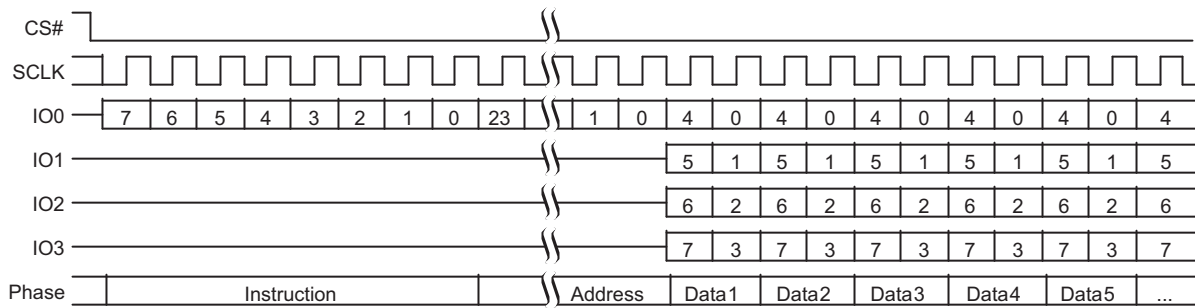 CS#
SCLK
IO0 7 6 5 4 3 2 1 0 23 1 0 4 0 4 0 4 0 4 0 4 0 4
IO1 5 1 5 1 5 1 5 1 5 1 5
IO2 6 2 6 2 6 2 6 2 6 2 6
IO3 7 3 7 3 7 3 7 3 7 3 7
Phase Instruction Address Data1 Data2 Data3 Data4 Data5 ...